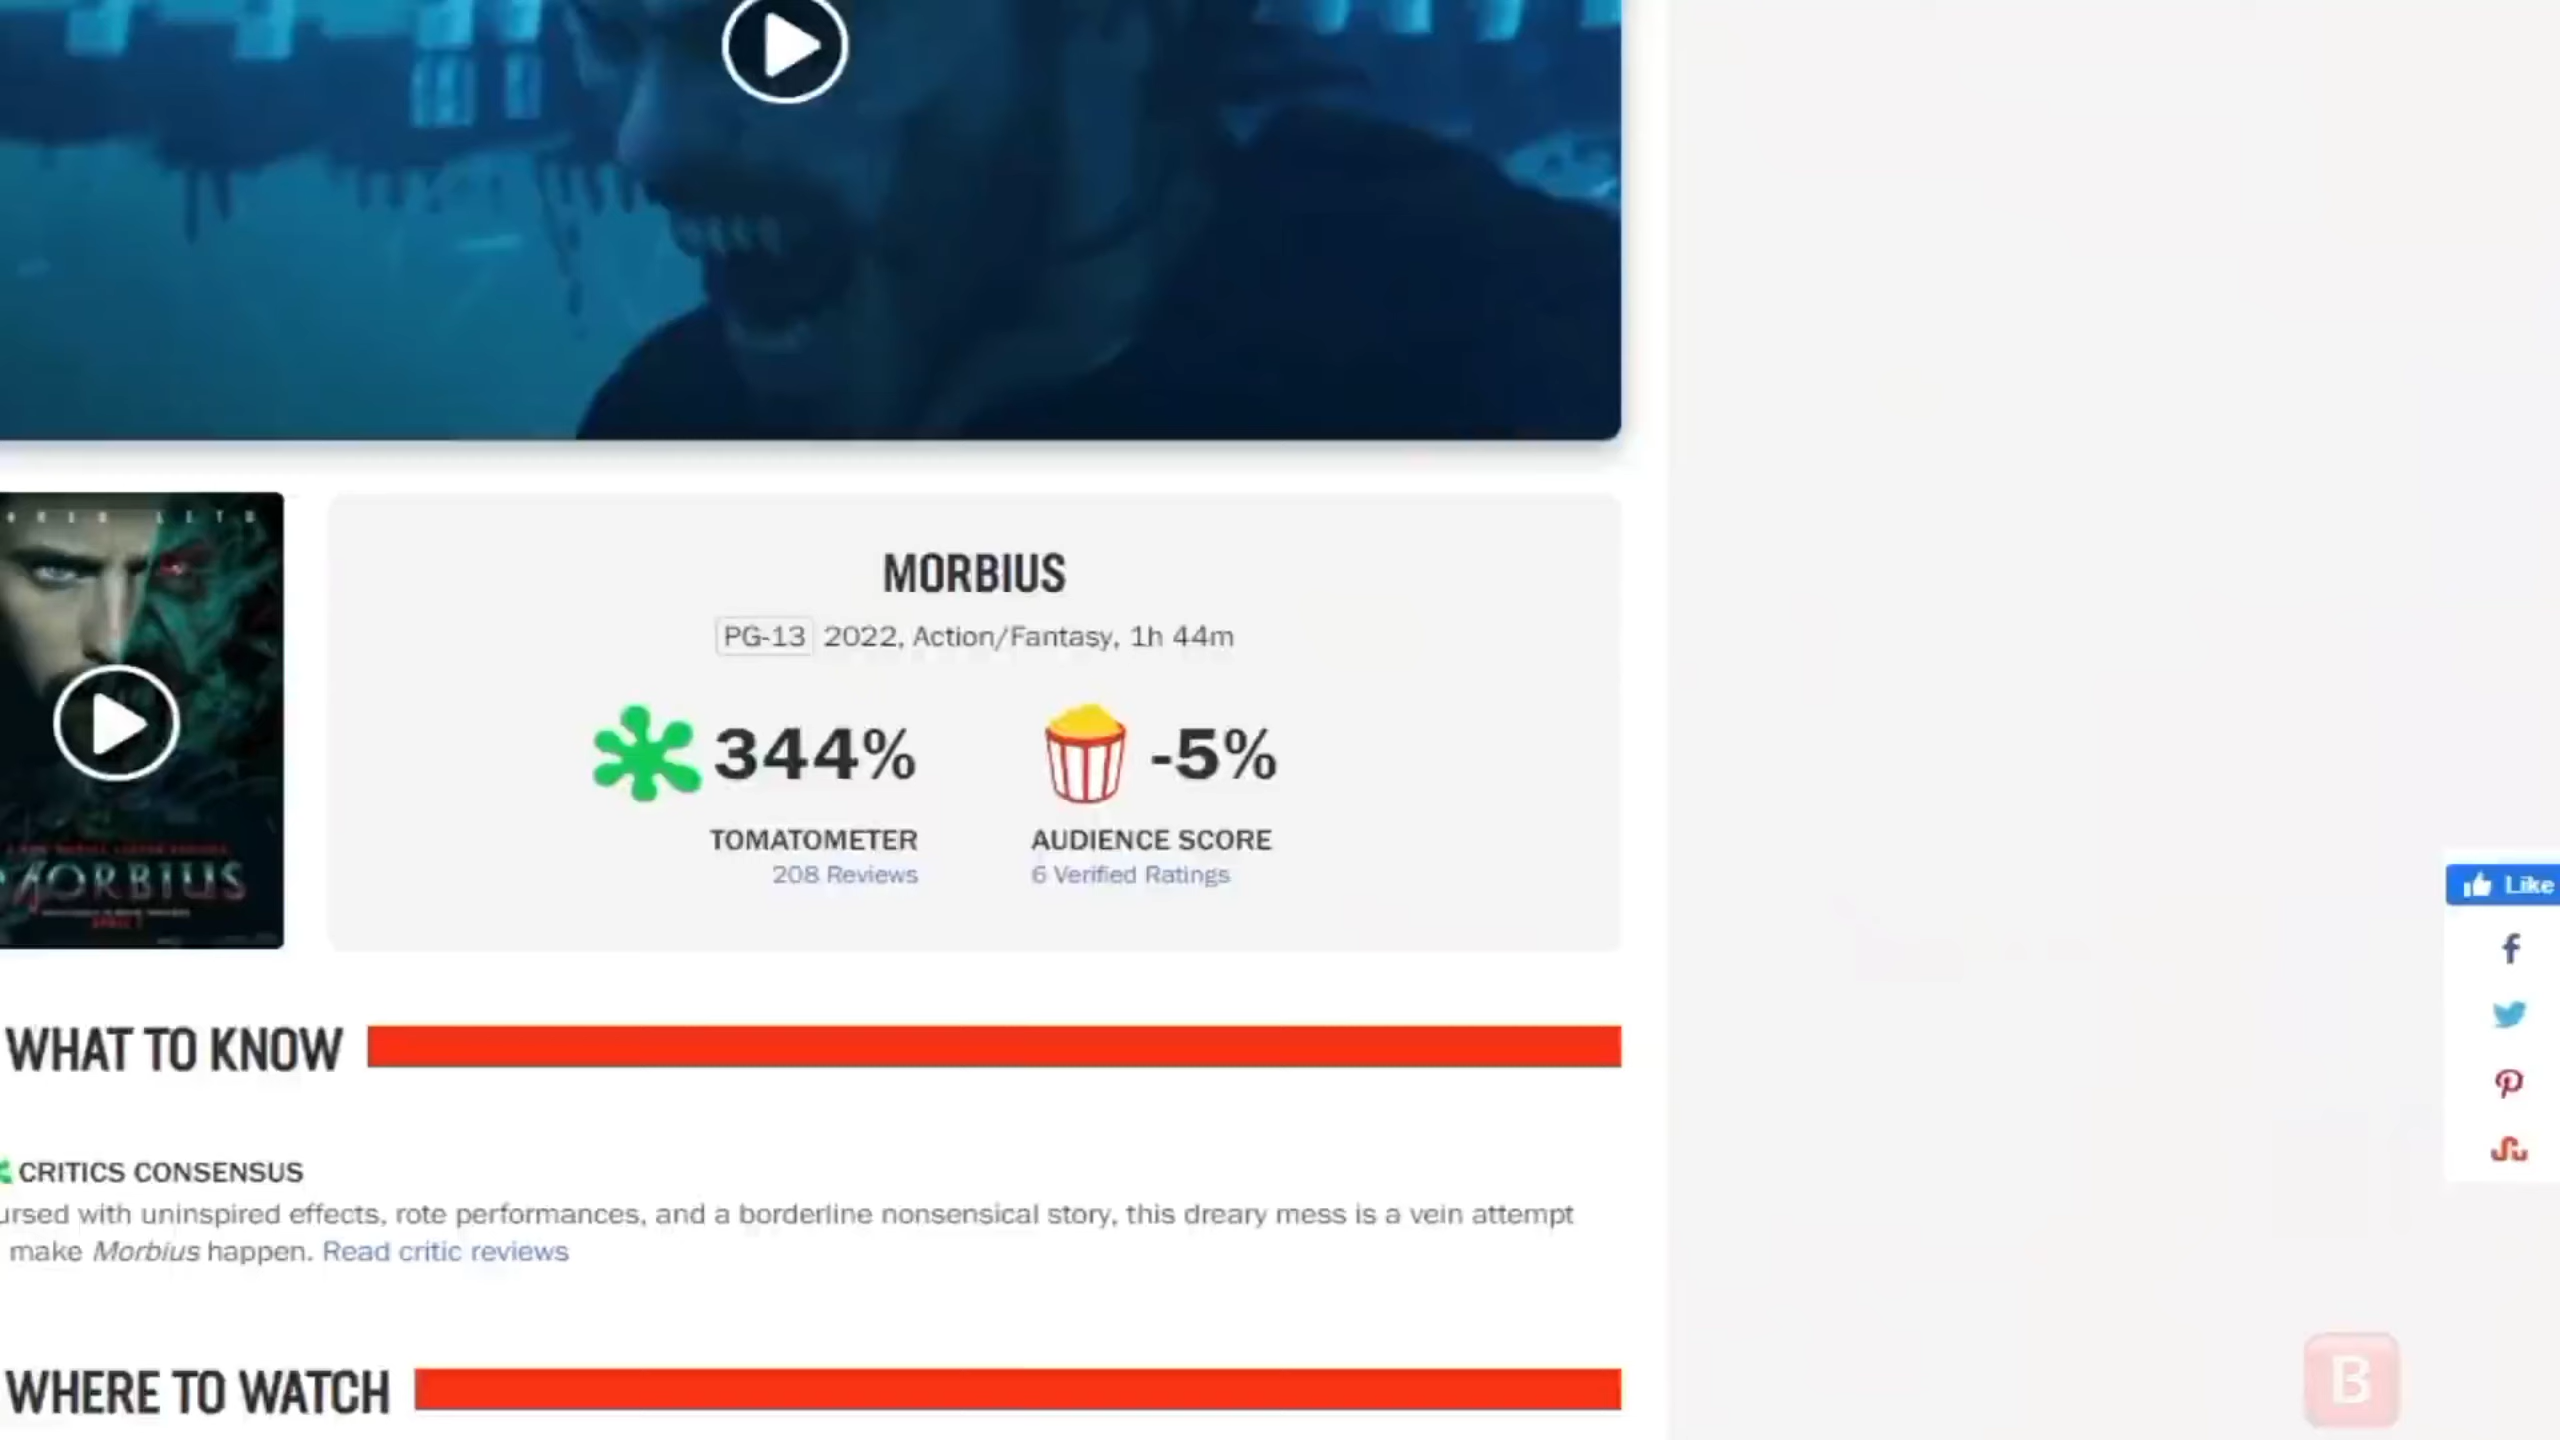 LETO
MORBIUS
MORBIUS
PG-13 2022, Action/Fantasy, 1h 44m
344% -5%
TOMATOMETER AUDIENCE SCORE
208 Reviews 6 Verified Ratings
Like
WHAT TO KNOW
CRITICS CONSENSUS
ursed with uninspired effects, rote performances, and a borderline nonsensical story, this dreary mess is a vein attempt
make Morbius happen. Read critic reviews
WHERE TO WATCH
B